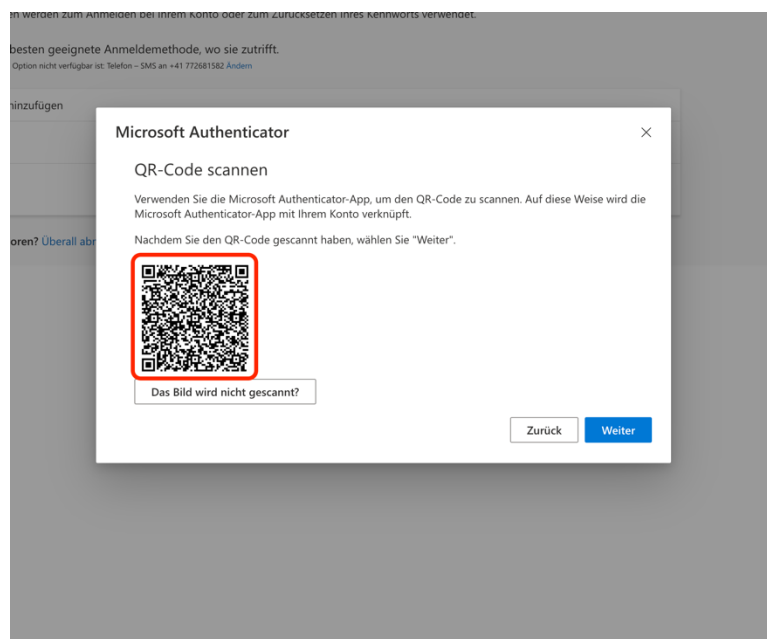 en werden zum Anmelden bei Ihrem Konto oder zum Zurücksetzen Ihres Kennworts verwendet.
besten geeignete Anmeldemethode, wo sie zutrifft.
Option nicht verfügbar ist: Telefon – SMS an +41 772681582 Ändern
hinzufügen
Microsoft Authenticator
QR-Code scannen
Verwenden Sie die Microsoft Authenticator-App, um den QR-Code zu scannen. Auf diese Weise wird die
Microsoft Authenticator-App mit Ihrem Konto verknüpft.
oren? Überall abr
Nachdem Sie den QR-Code gescannt haben, wählen Sie "Weiter".
Das Bild wird nicht gescannt?
Zurück
Weiter